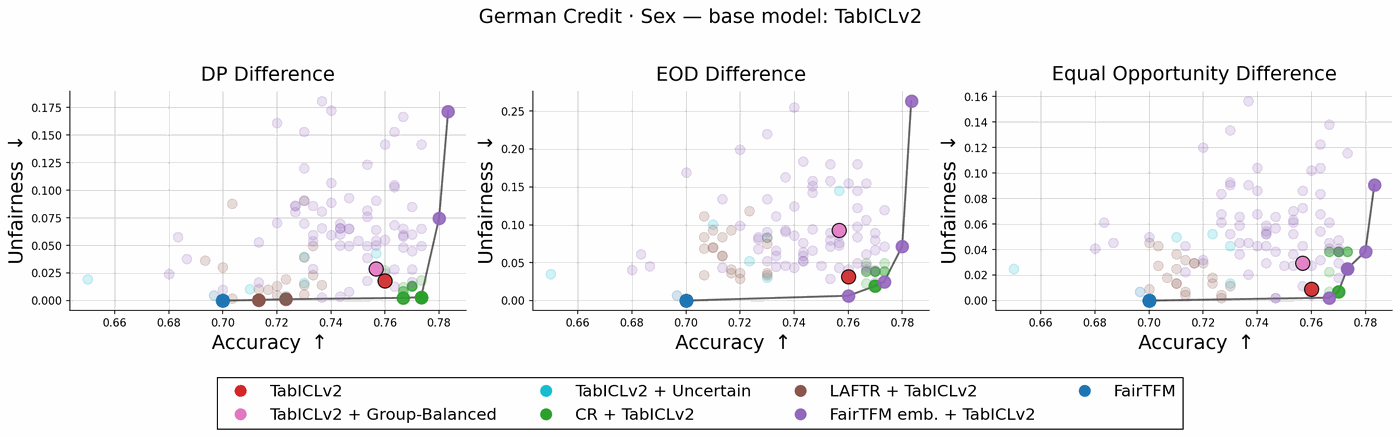 German Credit · Sex — base model: TabICLv2
DP Difference
Unfairness ↓
0.175
0.150
0.125
0.100
0.075
0.050
0.025
0.000
0.66 0.68 0.70 0.72 0.74 0.76 0.78
Accuracy ↑
EOD Difference
Unfairness ↓
0.25
0.20
0.15
0.10
0.05
0.00
0.66 0.68 0.70 0.72 0.74 0.76 0.78
Accuracy ↑
Equal Opportunity Difference
Unfairness ↓
0.16
0.14
0.12
0.10
0.08
0.06
0.04
0.02
0.00
0.66 0.68 0.70 0.72 0.74 0.76 0.78
Accuracy ↑
TabICLv2
TabICLv2 + Group-Balanced
TabICLv2 + Uncertain
CR + TabICLv2
LAFTR + TabICLv2
FairTFM emb. + TabICLv2
FairTFM